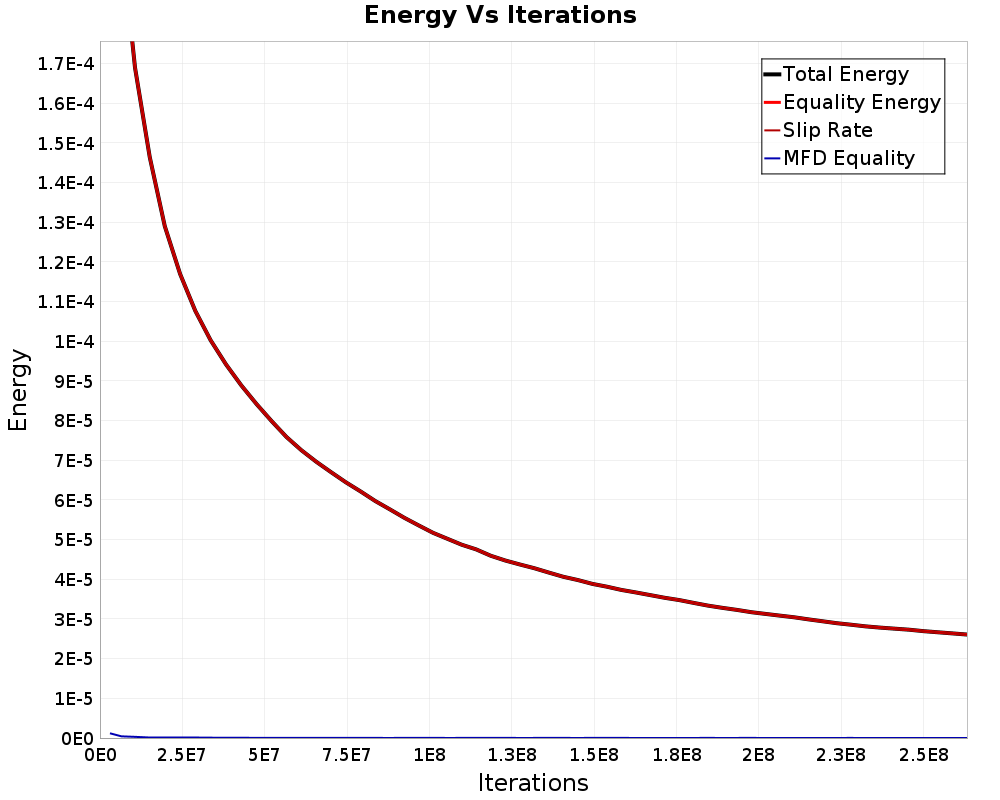 Energy Vs Iterations
1.7E-4
1.6E-4
1.5E-4
1.4E-4
1.3E-4
1.2E-4
1.1E-4
1E-4
9E-5
8E-5
7E-5
6E-5
5E-5
4E-5
3E-5
2E-5
1E-5
0E0
Energy
Total Energy
Equality Energy
Slip Rate
MFD Equality
0E0 2.5E7 5E7 7.5E7 1E8 1.3E8 1.5E8 1.8E8 2E8 2.3E8 2.5E8
Iterations